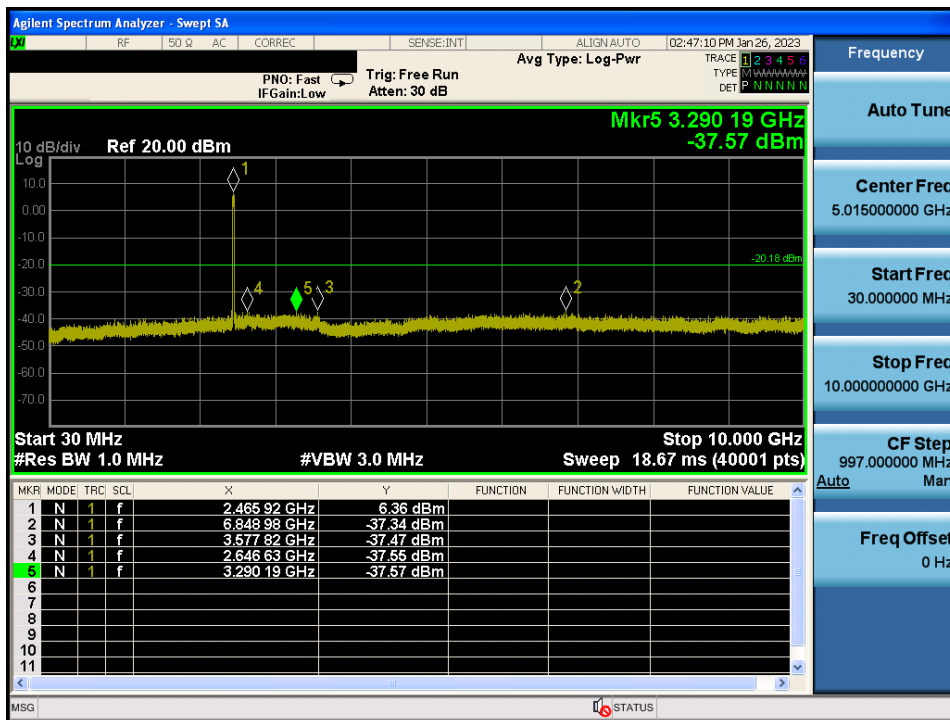 Agilent Spectrum Analyzer - Swept SA
LXI RF 50 Ω AC CORREC SENSE:INT ALIGN AUTO 02:47:10 PM Jan 26, 2023
Frequency
Avg Type: Log-Pwr
TRACE 1 2 3 4 5 6
TYPE M
DET P N N N N N
PNO: Fast
IFGain:Low
Trig: Free Run
Atten: 30 dB
Mkr5 3.290 19 GHz
-37.57 dBm
10 dB/div
Log
Ref 20.00 dBm
10.0
0.00
-10.0
-20.0
-30.0
-40.0
-50.0
-60.0
-70.0
1
4
5
3
2
-20.18 dBm
Start 30 MHz
Stop 10.000 GHz
#Res BW 1.0 MHz #VBW 3.0 MHz Sweep 18.67 ms (40001 pts)
MKR MODE TRC SCL X Y FUNCTION FUNCTION WIDTH FUNCTION VALUE
1 N 1 f 2.465 92 GHz 6.36 dBm
2 N 1 f 6.848 98 GHz -37.34 dBm
3 N 1 f 3.577 82 GHz -37.47 dBm
4 N 1 f 2.646 63 GHz -37.55 dBm
5 N 1 f 3.290 19 GHz -37.57 dBm
6
7
8
9
10
11
MSG
STATUS
Auto Tune
Center Freq
5.015000000 GHz
Start Freq
30.000000 MHz
Stop Freq
10.000000000 GHz
CF Step
997.000000 MHz
Auto Man
Freq Offset
0 Hz